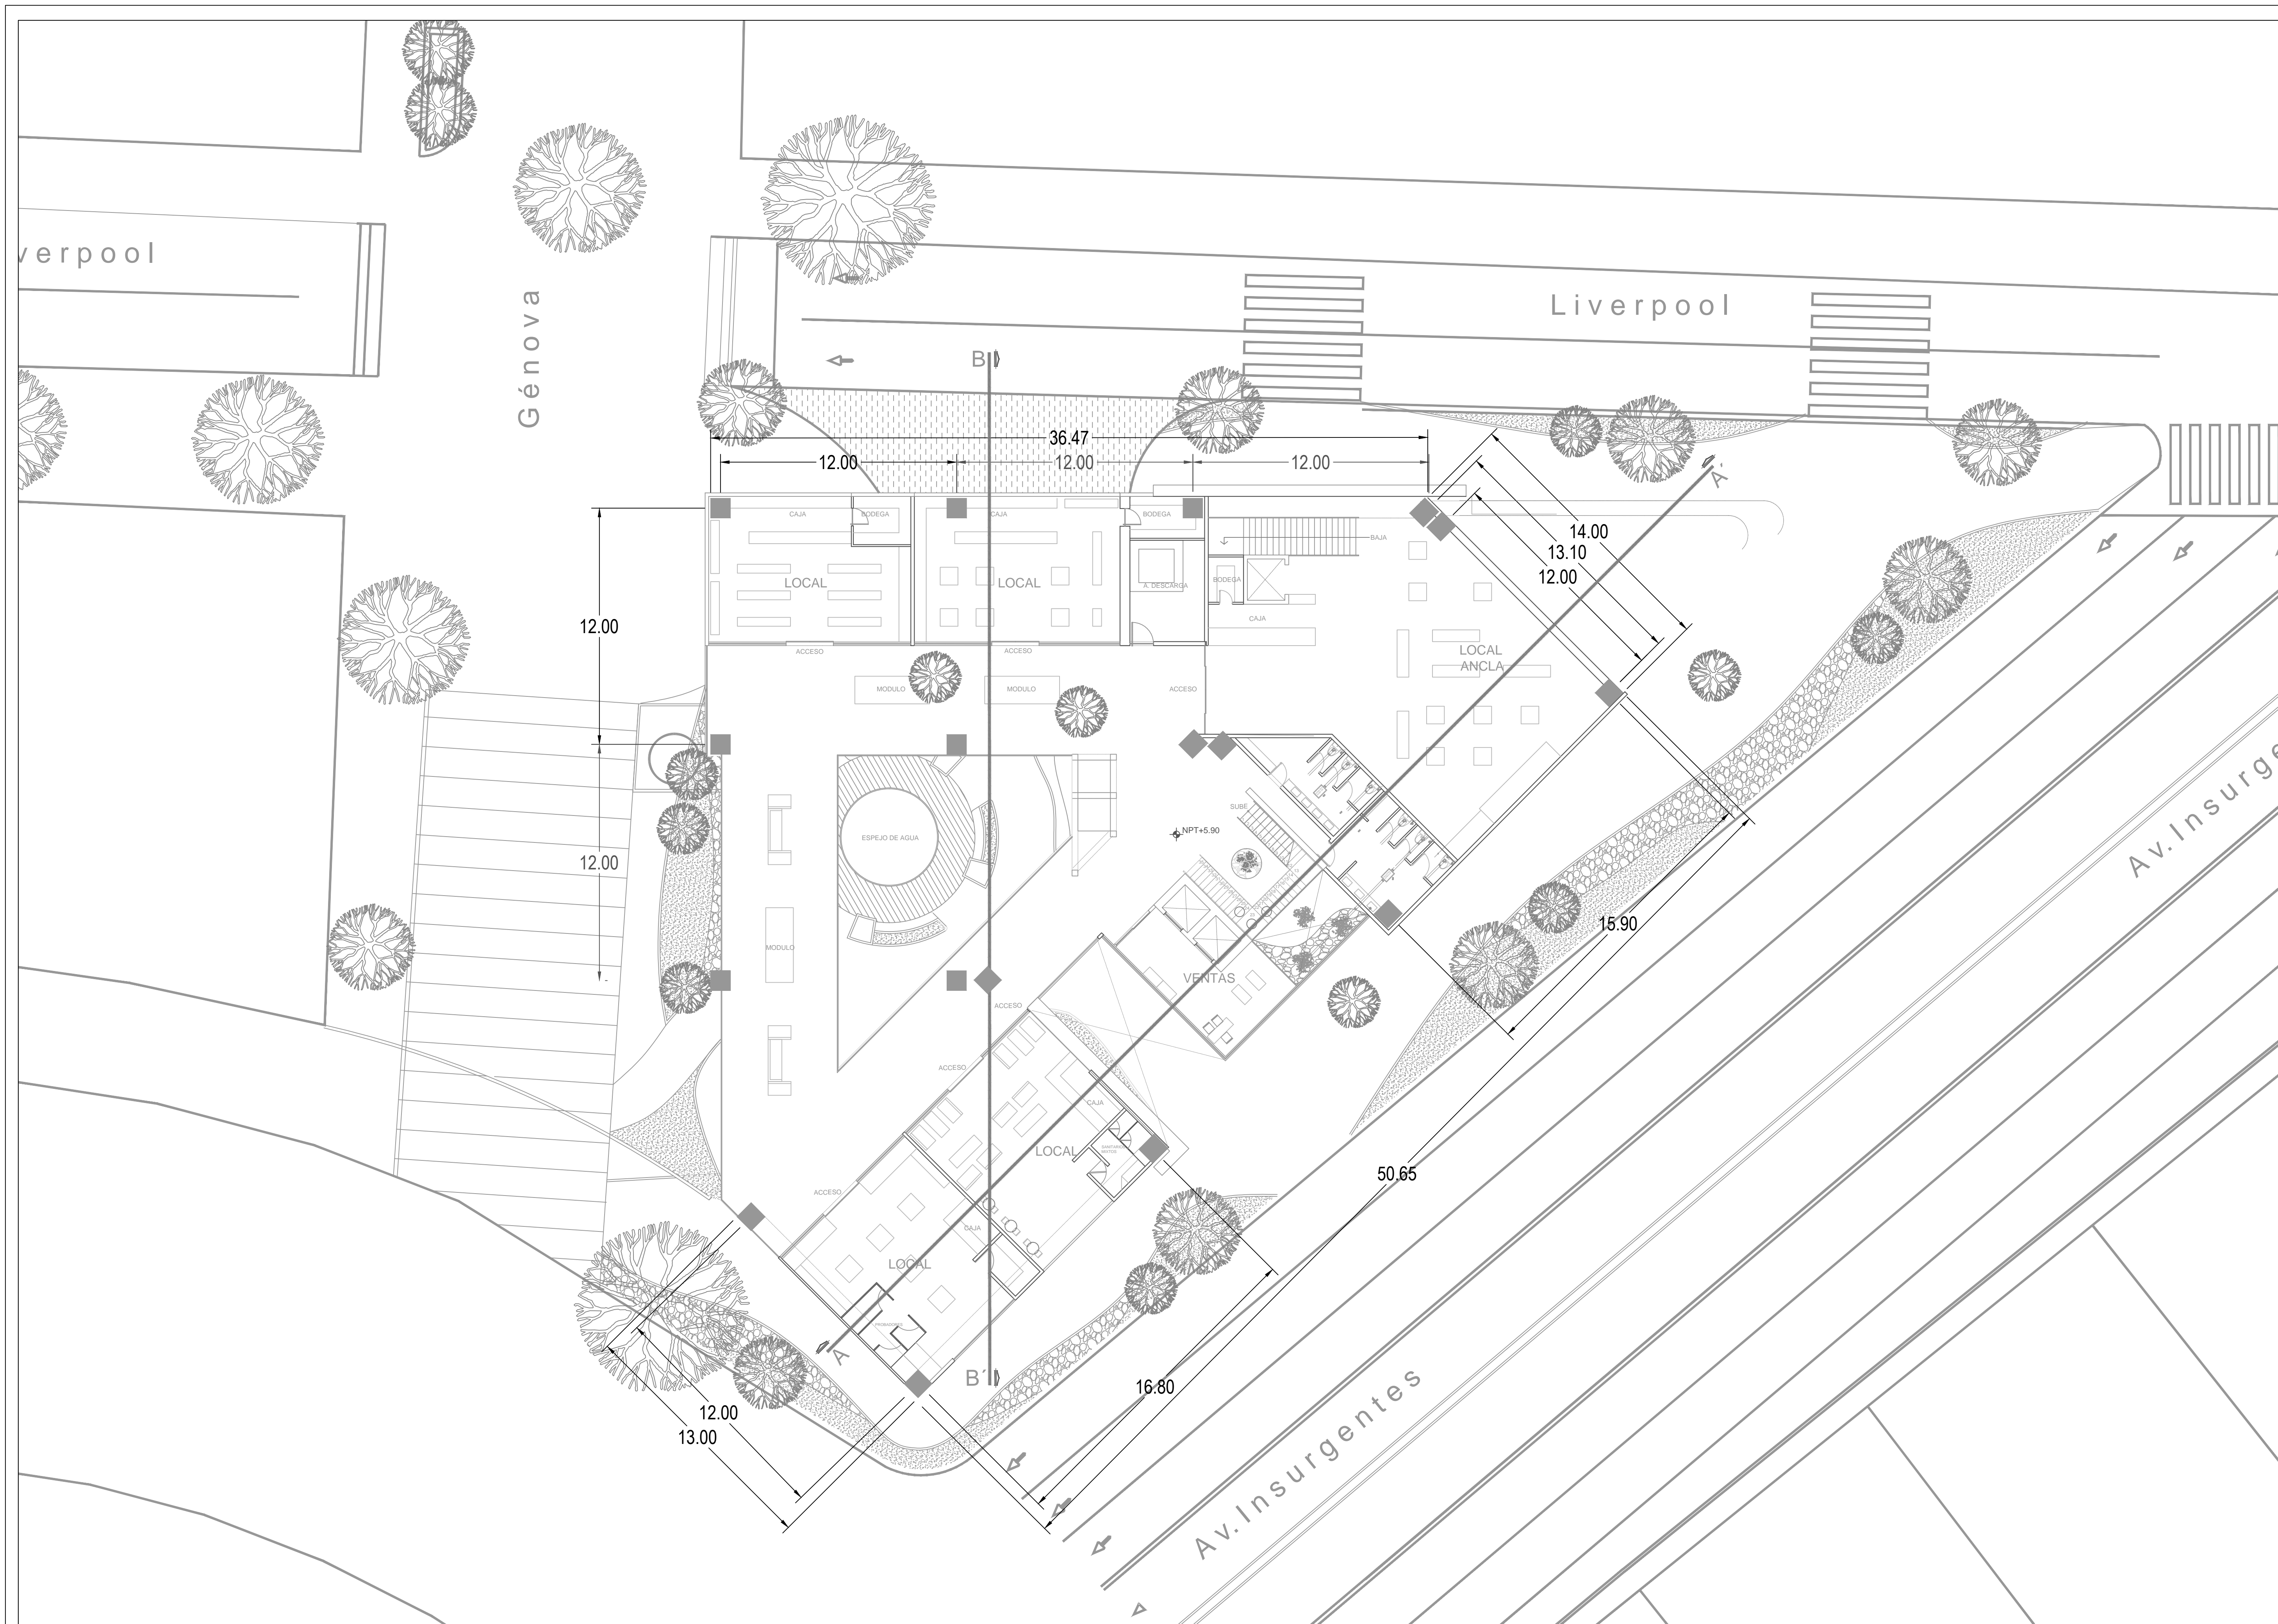 verpool
Génova
Liverpool
B
A´
36.47
12.00
12.00
12.00
14.00
13.10
12.00
CAJA
BODEGA
CAJA
BODEGA
BAJA
LOCAL
LOCAL
A. DESCARGA
BODEGA
CAJA
12.00
LOCAL
ANCLA
ACCESO
ACCESO
MODULO
MODULO
ACCESO
SUBE
NPT+5.90
ESPEJO DE AGUA
12.00
Av. Insurge
15.90
MODULO
VENTAS
ACCESO
ACCESO
CAJA
LOCAL
SANITARIOS
MIXTOS
50.65
ACCESO
CAJA
LOCAL
PROBADORES
A
B´
16.80
12.00
13.00
Av. Insurgentes